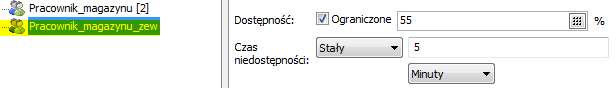 Pracownik_magazynu [2]
Pracownik_magazynu_zew
Dostępność: Ograniczone 55 %
Czas niedostępności: Stały 5
Minuty